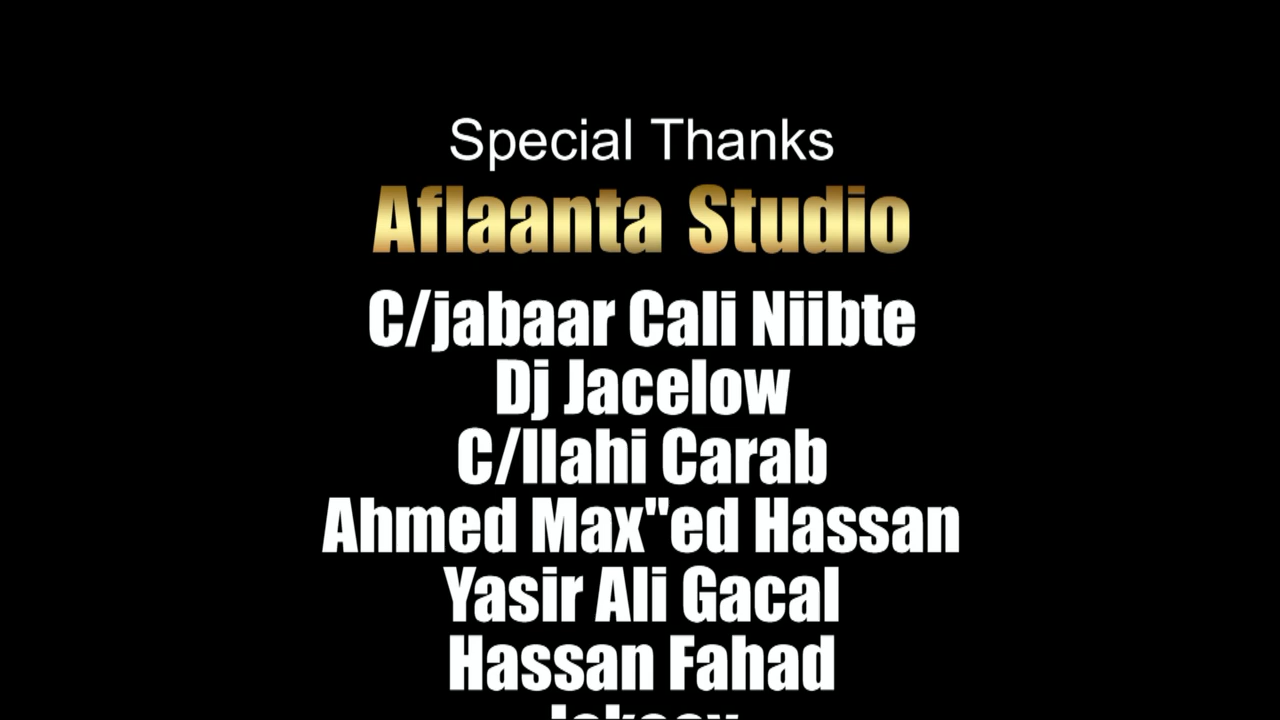 Special Thanks
Aflaanta Studio
C/jabaar Cali Niibte
Dj Jacelow
C/llahi Carab
Ahmed Max"ed Hassan
Yasir Ali Gacal
Hassan Fahad